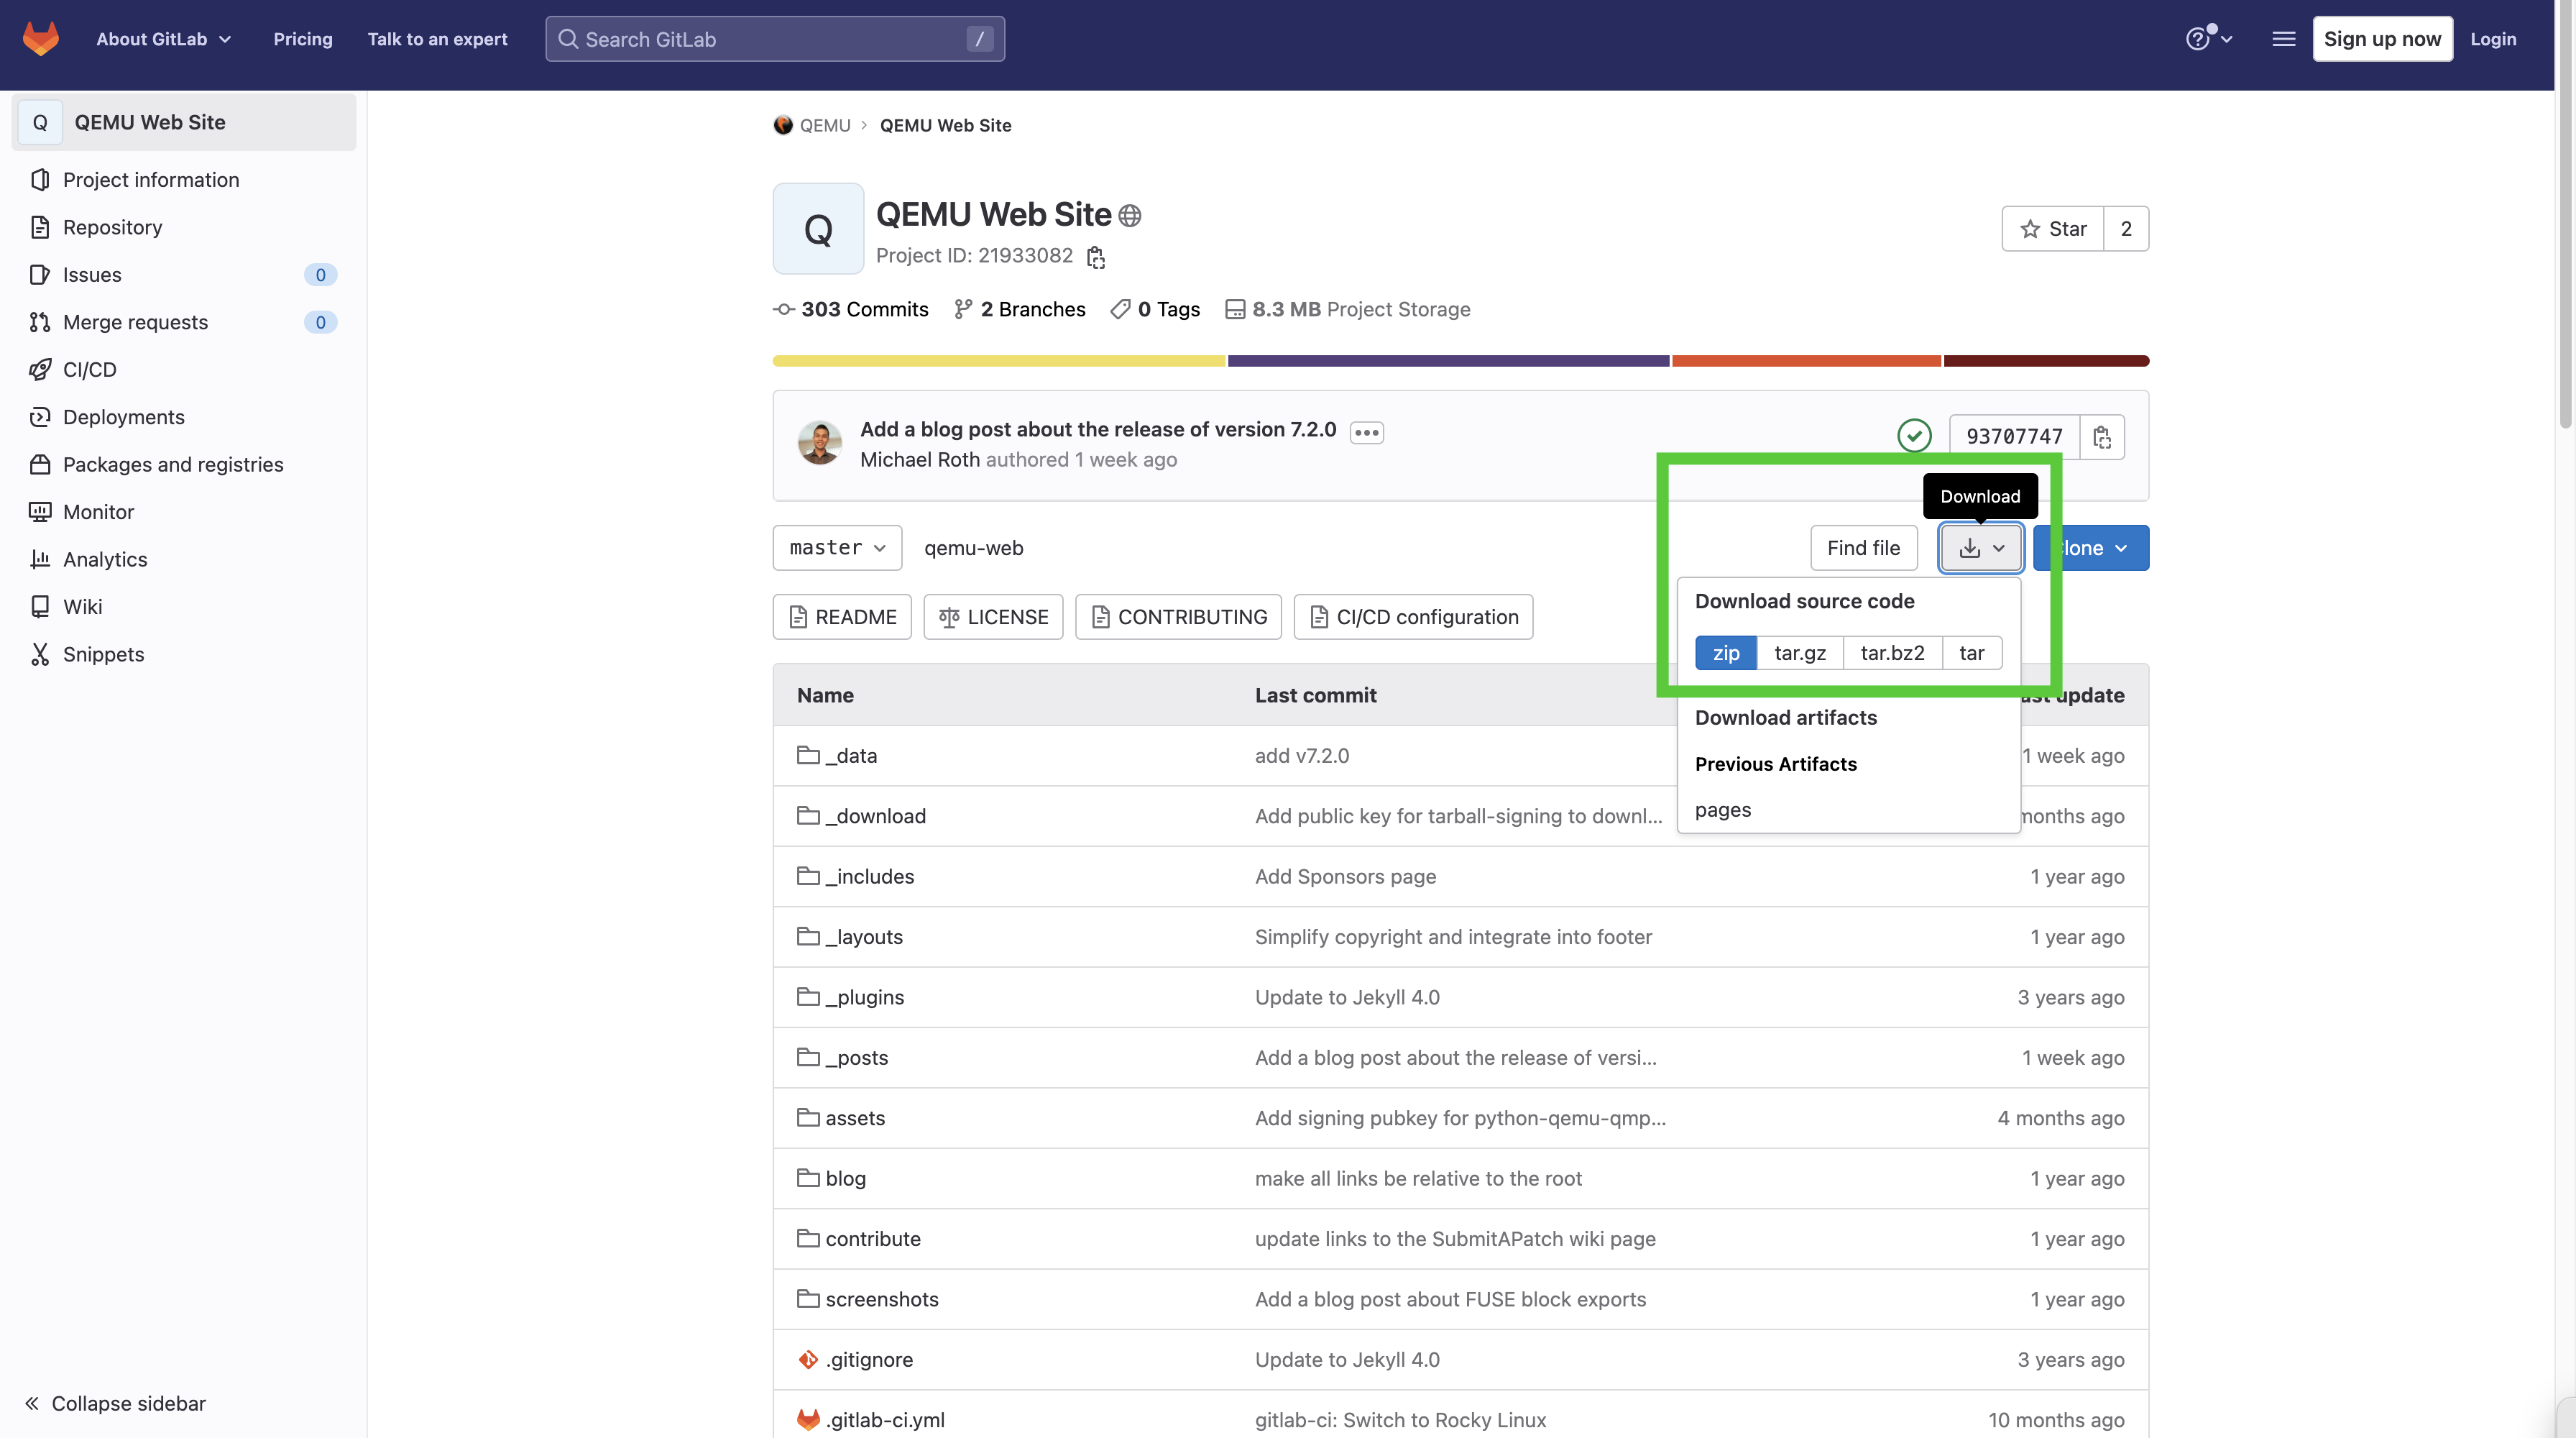 About GitLab
Pricing
Talk to an expert
Search GitLab
/
Sign up now
Login
Q
QEMU Web Site
Project information
Repository
Issues
0
Merge requests
0
CI/CD
Deployments
Packages and registries
Monitor
Analytics
Wiki
Snippets
Collapse sidebar
QEMU
QEMU Web Site
Q
QEMU Web Site
Project ID: 21933082
Star 2
303 Commits
2 Branches
0 Tags
8.3 MB Project Storage
Add a blog post about the release of version 7.2.0
Michael Roth authored 1 week ago
93707747
Download
master
qemu-web
Find file
lone
README
LICENSE
CONTRIBUTING
CI/CD configuration
Download source code
zip tar.gz tar.bz2 tar
Download artifacts
Previous Artifacts
pages
Name Last commit update
_data add v7.2.0 1 week ago
_download Add public key for tarball-signing to downl... months ago
_includes Add Sponsors page 1 year ago
_layouts Simplify copyright and integrate into footer 1 year ago
_plugins Update to Jekyll 4.0 3 years ago
_posts Add a blog post about the release of versi... 1 week ago
assets Add signing pubkey for python-qemu-qmp... 4 months ago
blog make all links be relative to the root 1 year ago
contribute update links to the SubmitAPatch wiki page 1 year ago
screenshots Add a blog post about FUSE block exports 1 year ago
.gitignore Update to Jekyll 4.0 3 years ago
.gitlab-ci.yml gitlab-ci: Switch to Rocky Linux 10 months ago